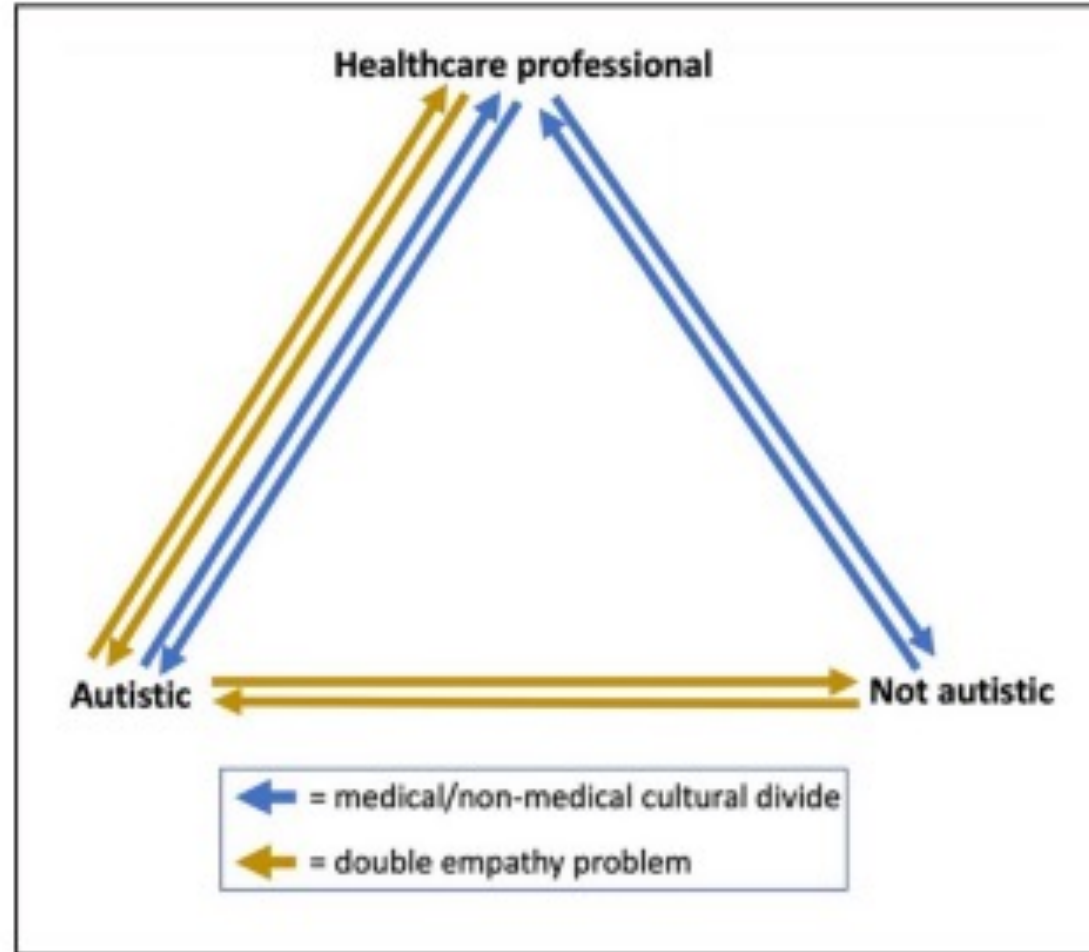 Healthcare professional
Autistic
Not autistic
= medical/non-medical cultural divide
= double empathy problem